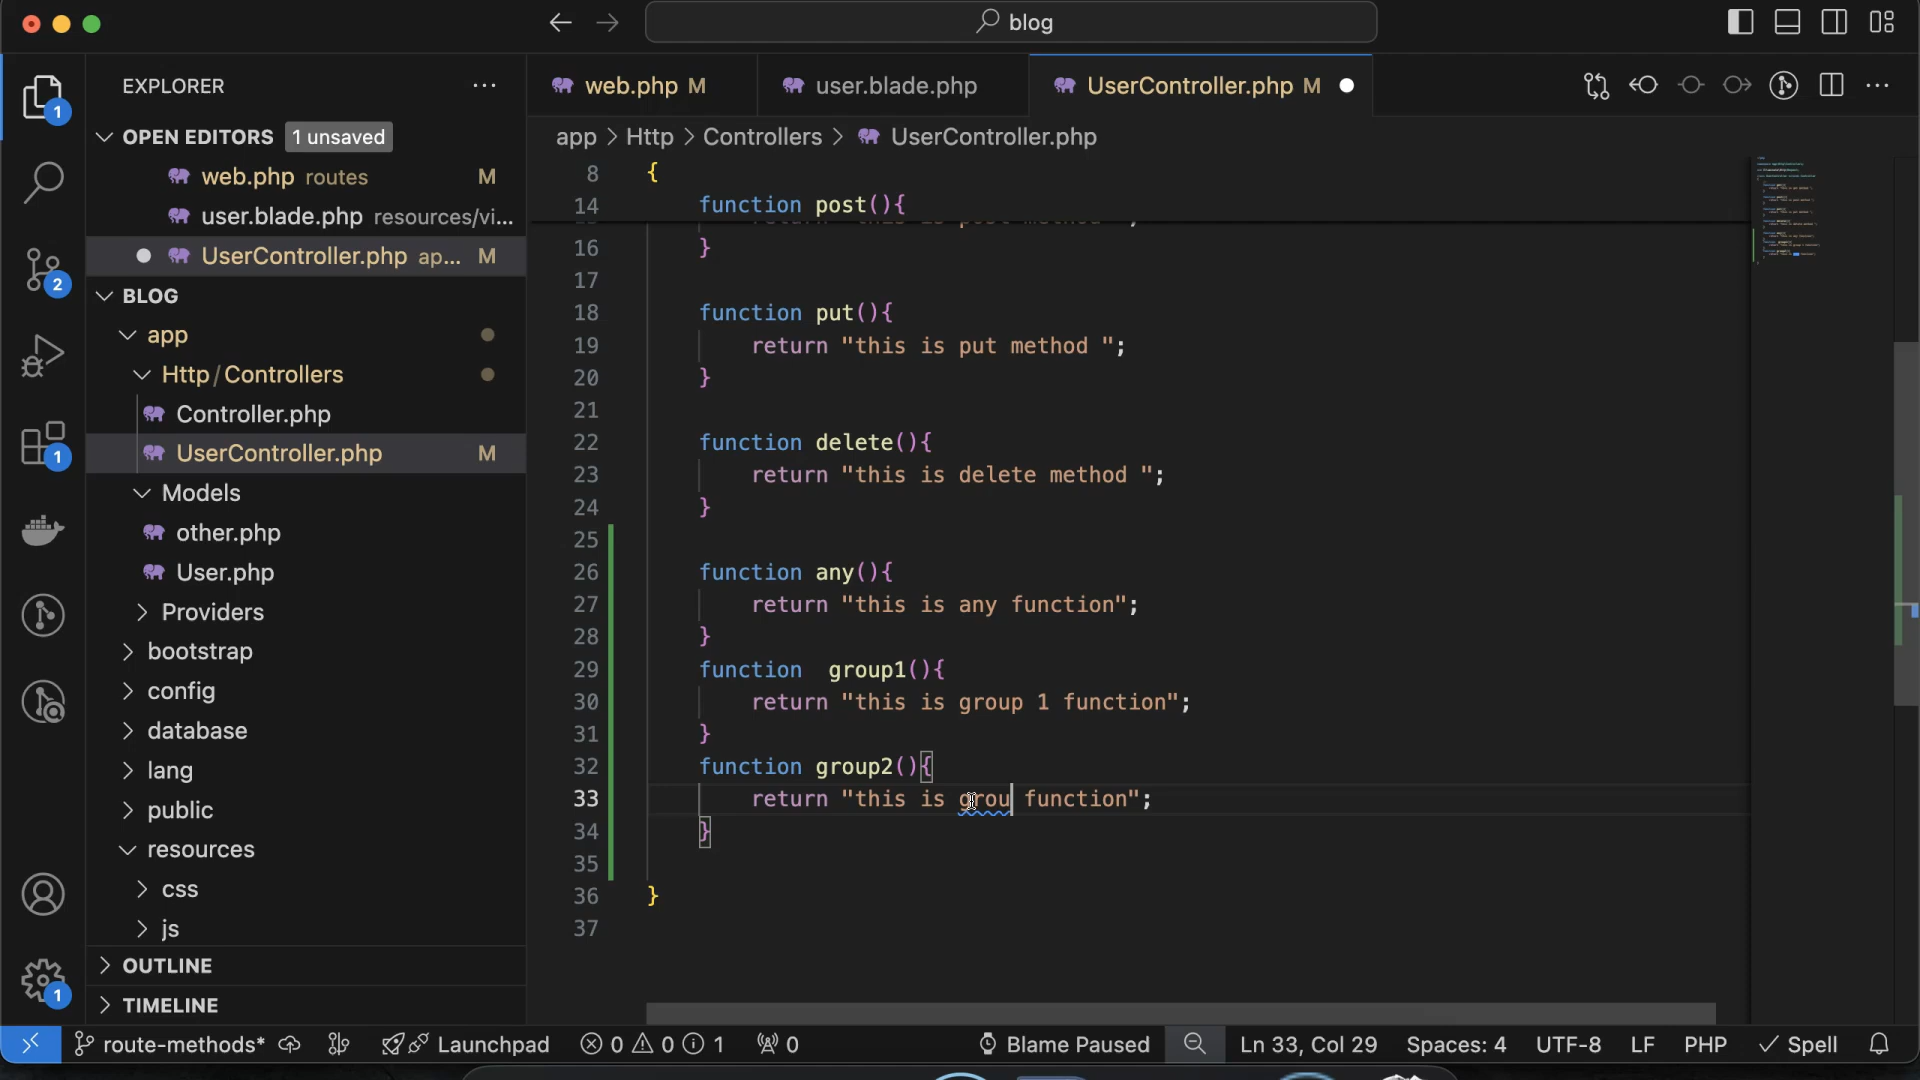 blog
EXPLORER
OPEN EDITORS 1 unsaved
web.php routes M
user.blade.php resources/vi...
UserController.php ap... M
BLOG
app
Http/Controllers
Controller.php
UserController.php M
Models
other.php
User.php
Providers
bootstrap
config
database
lang
public
resources
css
js
OUTLINE
TIMELINE
1
2
1
1
web.php M
user.blade.php
UserController.php M
app > Http > Controllers > UserController.php
8 {
14 function post(){
16 }
17
18 function put(){
19 return "this is put method ";
20 }
21
22 function delete(){
23 return "this is delete method ";
24 }
25
26 function any(){
27 return "this is any function";
28 }
29 function  group1(){
30 return "this is group 1 function";
31 }
32 function group2(){
33 return "this is grou function";
34 }
35
36 }
37
route-methods* Launchpad 0 0 1 0 Blame Paused Ln 33, Col 29 Spaces: 4 UTF-8 LF PHP Spell